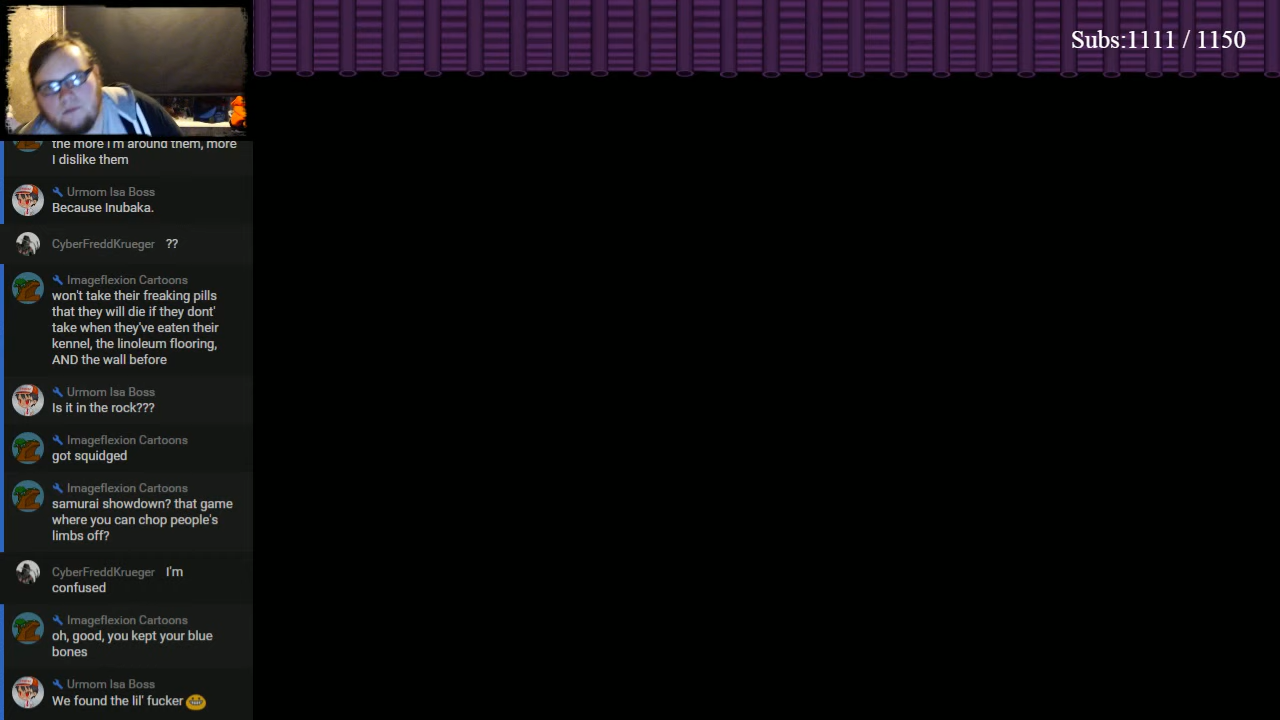 Subs:1111 / 1150
the more I'm around them, more
I dislike them
Urmom Isa Boss
Because Inubaka.
CyberFreddKrueger ??
Imageflexion Cartoons
won't take their freaking pills
that they will die if they dont'
take when they've eaten their
kennel, the linoleum flooring,
AND the wall before
Urmom Isa Boss
Is it in the rock???
Imageflexion Cartoons
got squidged
Imageflexion Cartoons
samurai showdown? that game
where you can chop people's
limbs off?
CyberFreddKrueger I'm
confused
Imageflexion Cartoons
oh, good, you kept your blue
bones
Urmom Isa Boss
We found the lil' fucker